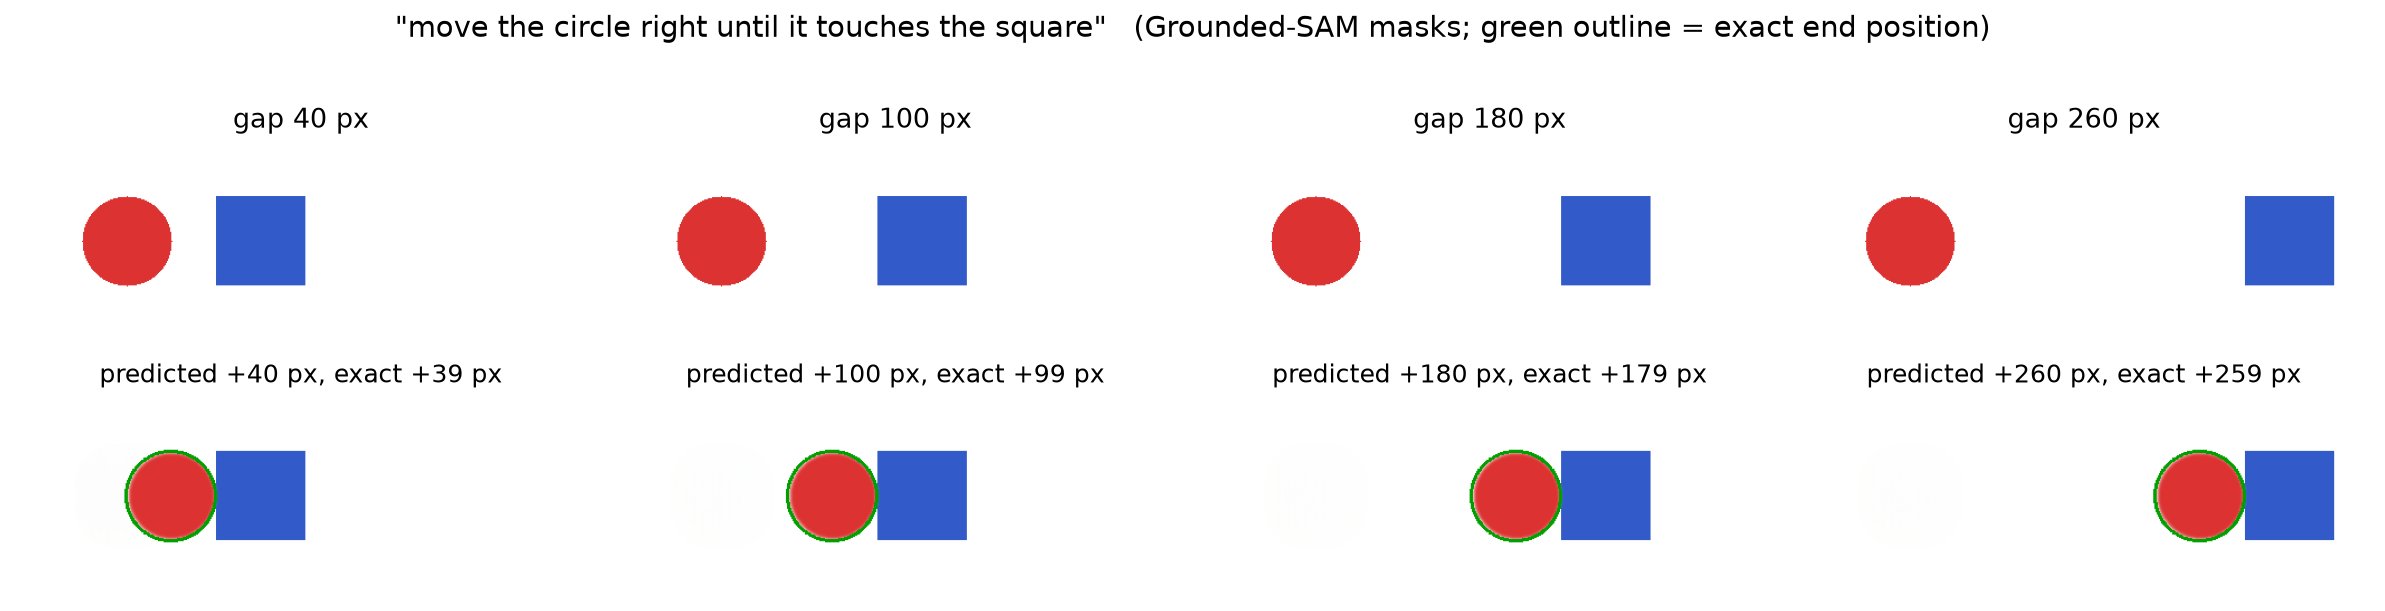 "move the circle right until it touches the square"   (Grounded-SAM masks; green outline = exact end position)
gap 40 px
gap 100 px
gap 180 px
gap 260 px
predicted +40 px, exact +39 px
predicted +100 px, exact +99 px
predicted +180 px, exact +179 px
predicted +260 px, exact +259 px